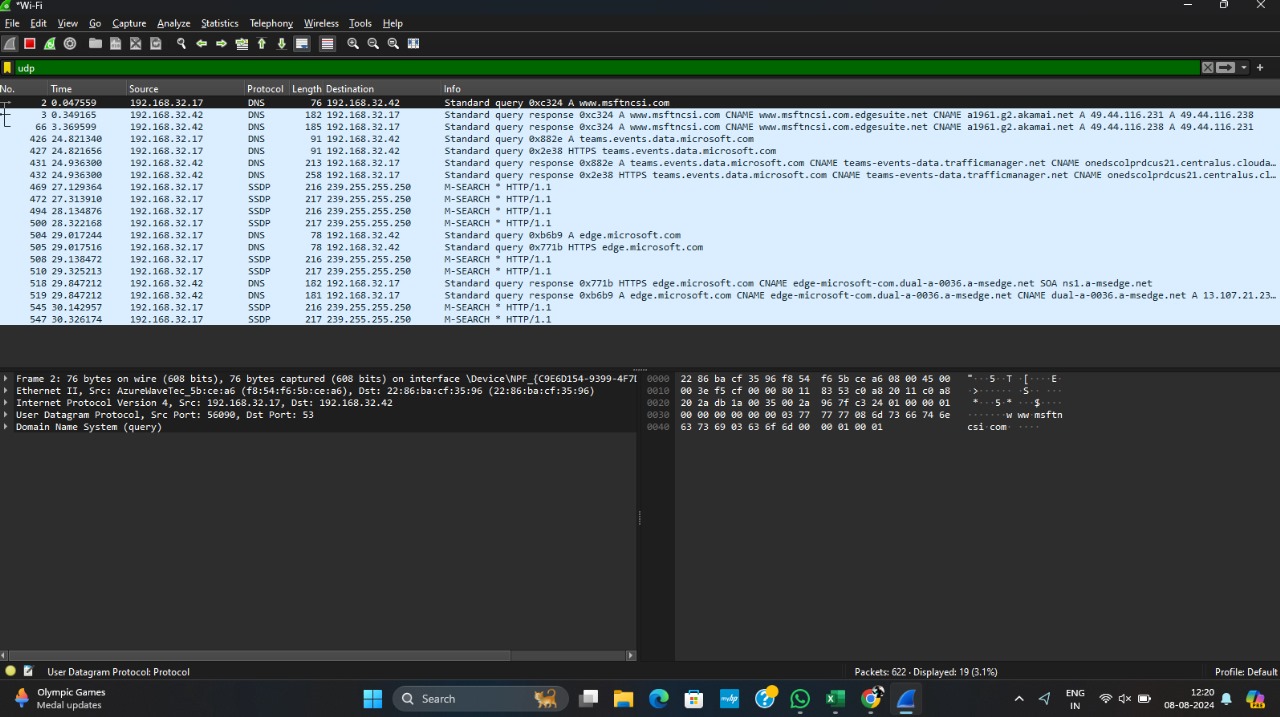 *Wi-Fi
File Edit View Go Capture Analyze Statistics Telephony Wireless Tools Help
udp
No. Time Source Protocol Length Destination Info
2 0.047559 192.168.32.17 DNS 76 192.168.32.42 Standard query 0xc324 A www.msftncsi.com
3 0.349165 192.168.32.42 DNS 182 192.168.32.17 Standard query response 0xc324 A www.msftncsi.com CNAME www.msftncsi.com.edgesuite.net CNAME a1961.g2.akamai.net A 49.44.116.231 A 49.44.116.238
66 3.369599 192.168.32.42 DNS 185 192.168.32.17 Standard query response 0xc324 A www.msftncsi.com CNAME www.msftncsi.com.edgesuite.net CNAME a1961.g2.akamai.net A 49.44.116.238 A 49.44.116.231
426 24.821340 192.168.32.17 DNS 91 192.168.32.42 Standard query 0x882e A teams.events.data.microsoft.com
427 24.821656 192.168.32.17 DNS 91 192.168.32.42 Standard query 0x2e38 HTTPS teams.events.data.microsoft.com
431 24.936300 192.168.32.42 DNS 213 192.168.32.17 Standard query response 0x882e A teams.events.data.microsoft.com CNAME teams-events-data.trafficmanager.net CNAME onedscolprdcus21.centralus.clouda…
432 24.936300 192.168.32.42 DNS 258 192.168.32.17 Standard query response 0x2e38 HTTPS teams.events.data.microsoft.com CNAME teams-events-data.trafficmanager.net CNAME onedscolprdcus21.centralus.cl…
469 27.129364 192.168.32.17 SSDP 216 239.255.255.250 M-SEARCH * HTTP/1.1
472 27.313910 192.168.32.17 SSDP 217 239.255.255.250 M-SEARCH * HTTP/1.1
494 28.134876 192.168.32.17 SSDP 216 239.255.255.250 M-SEARCH * HTTP/1.1
500 28.322168 192.168.32.17 SSDP 217 239.255.255.250 M-SEARCH * HTTP/1.1
504 29.017244 192.168.32.17 DNS 78 192.168.32.42 Standard query 0xb6b9 A edge.microsoft.com
505 29.017516 192.168.32.17 DNS 78 192.168.32.42 Standard query 0x771b HTTPS edge.microsoft.com
508 29.138472 192.168.32.17 SSDP 216 239.255.255.250 M-SEARCH * HTTP/1.1
510 29.325213 192.168.32.17 SSDP 217 239.255.255.250 M-SEARCH * HTTP/1.1
518 29.847212 192.168.32.42 DNS 182 192.168.32.17 Standard query response 0x771b HTTPS edge.microsoft.com CNAME edge-microsoft-com.dual-a-0036.a-msedge.net SOA ns1.a-msedge.net
519 29.847212 192.168.32.42 DNS 181 192.168.32.17 Standard query response 0xb6b9 A edge.microsoft.com CNAME edge-microsoft-com.dual-a-0036.a-msedge.net CNAME dual-a-0036.a-msedge.net A 13.107.21.23…
545 30.142957 192.168.32.17 SSDP 216 239.255.255.250 M-SEARCH * HTTP/1.1
547 30.326174 192.168.32.17 SSDP 217 239.255.255.250 M-SEARCH * HTTP/1.1
Frame 2: 76 bytes on wire (608 bits), 76 bytes captured (608 bits) on interface \Device\NPF_{C9E6D154-9399-4F7D
Ethernet II, Src: AzureWaveTec_5b:ce:a6 (f8:54:f6:5b:ce:a6), Dst: 22:86:ba:cf:35:96 (22:86:ba:cf:35:96)
Internet Protocol Version 4, Src: 192.168.32.17, Dst: 192.168.32.42
User Datagram Protocol, Src Port: 56090, Dst Port: 53
Domain Name System (query)
0000 22 86 ba cf 35 96 f8 54 f6 5b ce a6 08 00 45 00 "···5··T ·[····E·
0010 00 3e f5 cf 00 00 80 11 83 53 c0 a8 20 11 c0 a8 ·>······ ·S·· ···
0020 20 2a db 1a 00 35 00 2a 96 7f c3 24 01 00 00 01 *···5·* ···$····
0030 00 00 00 00 00 00 03 77 77 77 08 6d 73 66 74 6e ·······w ww·msftn
0040 63 73 69 03 63 6f 6d 00 00 01 00 01 csi·com· ····
User Datagram Protocol: Protocol
Packets: 622 · Displayed: 19 (3.1%)
Profile: Default
Olympic Games
Medal updates
Search
myhp
ENG
IN
12:20
08-08-2024